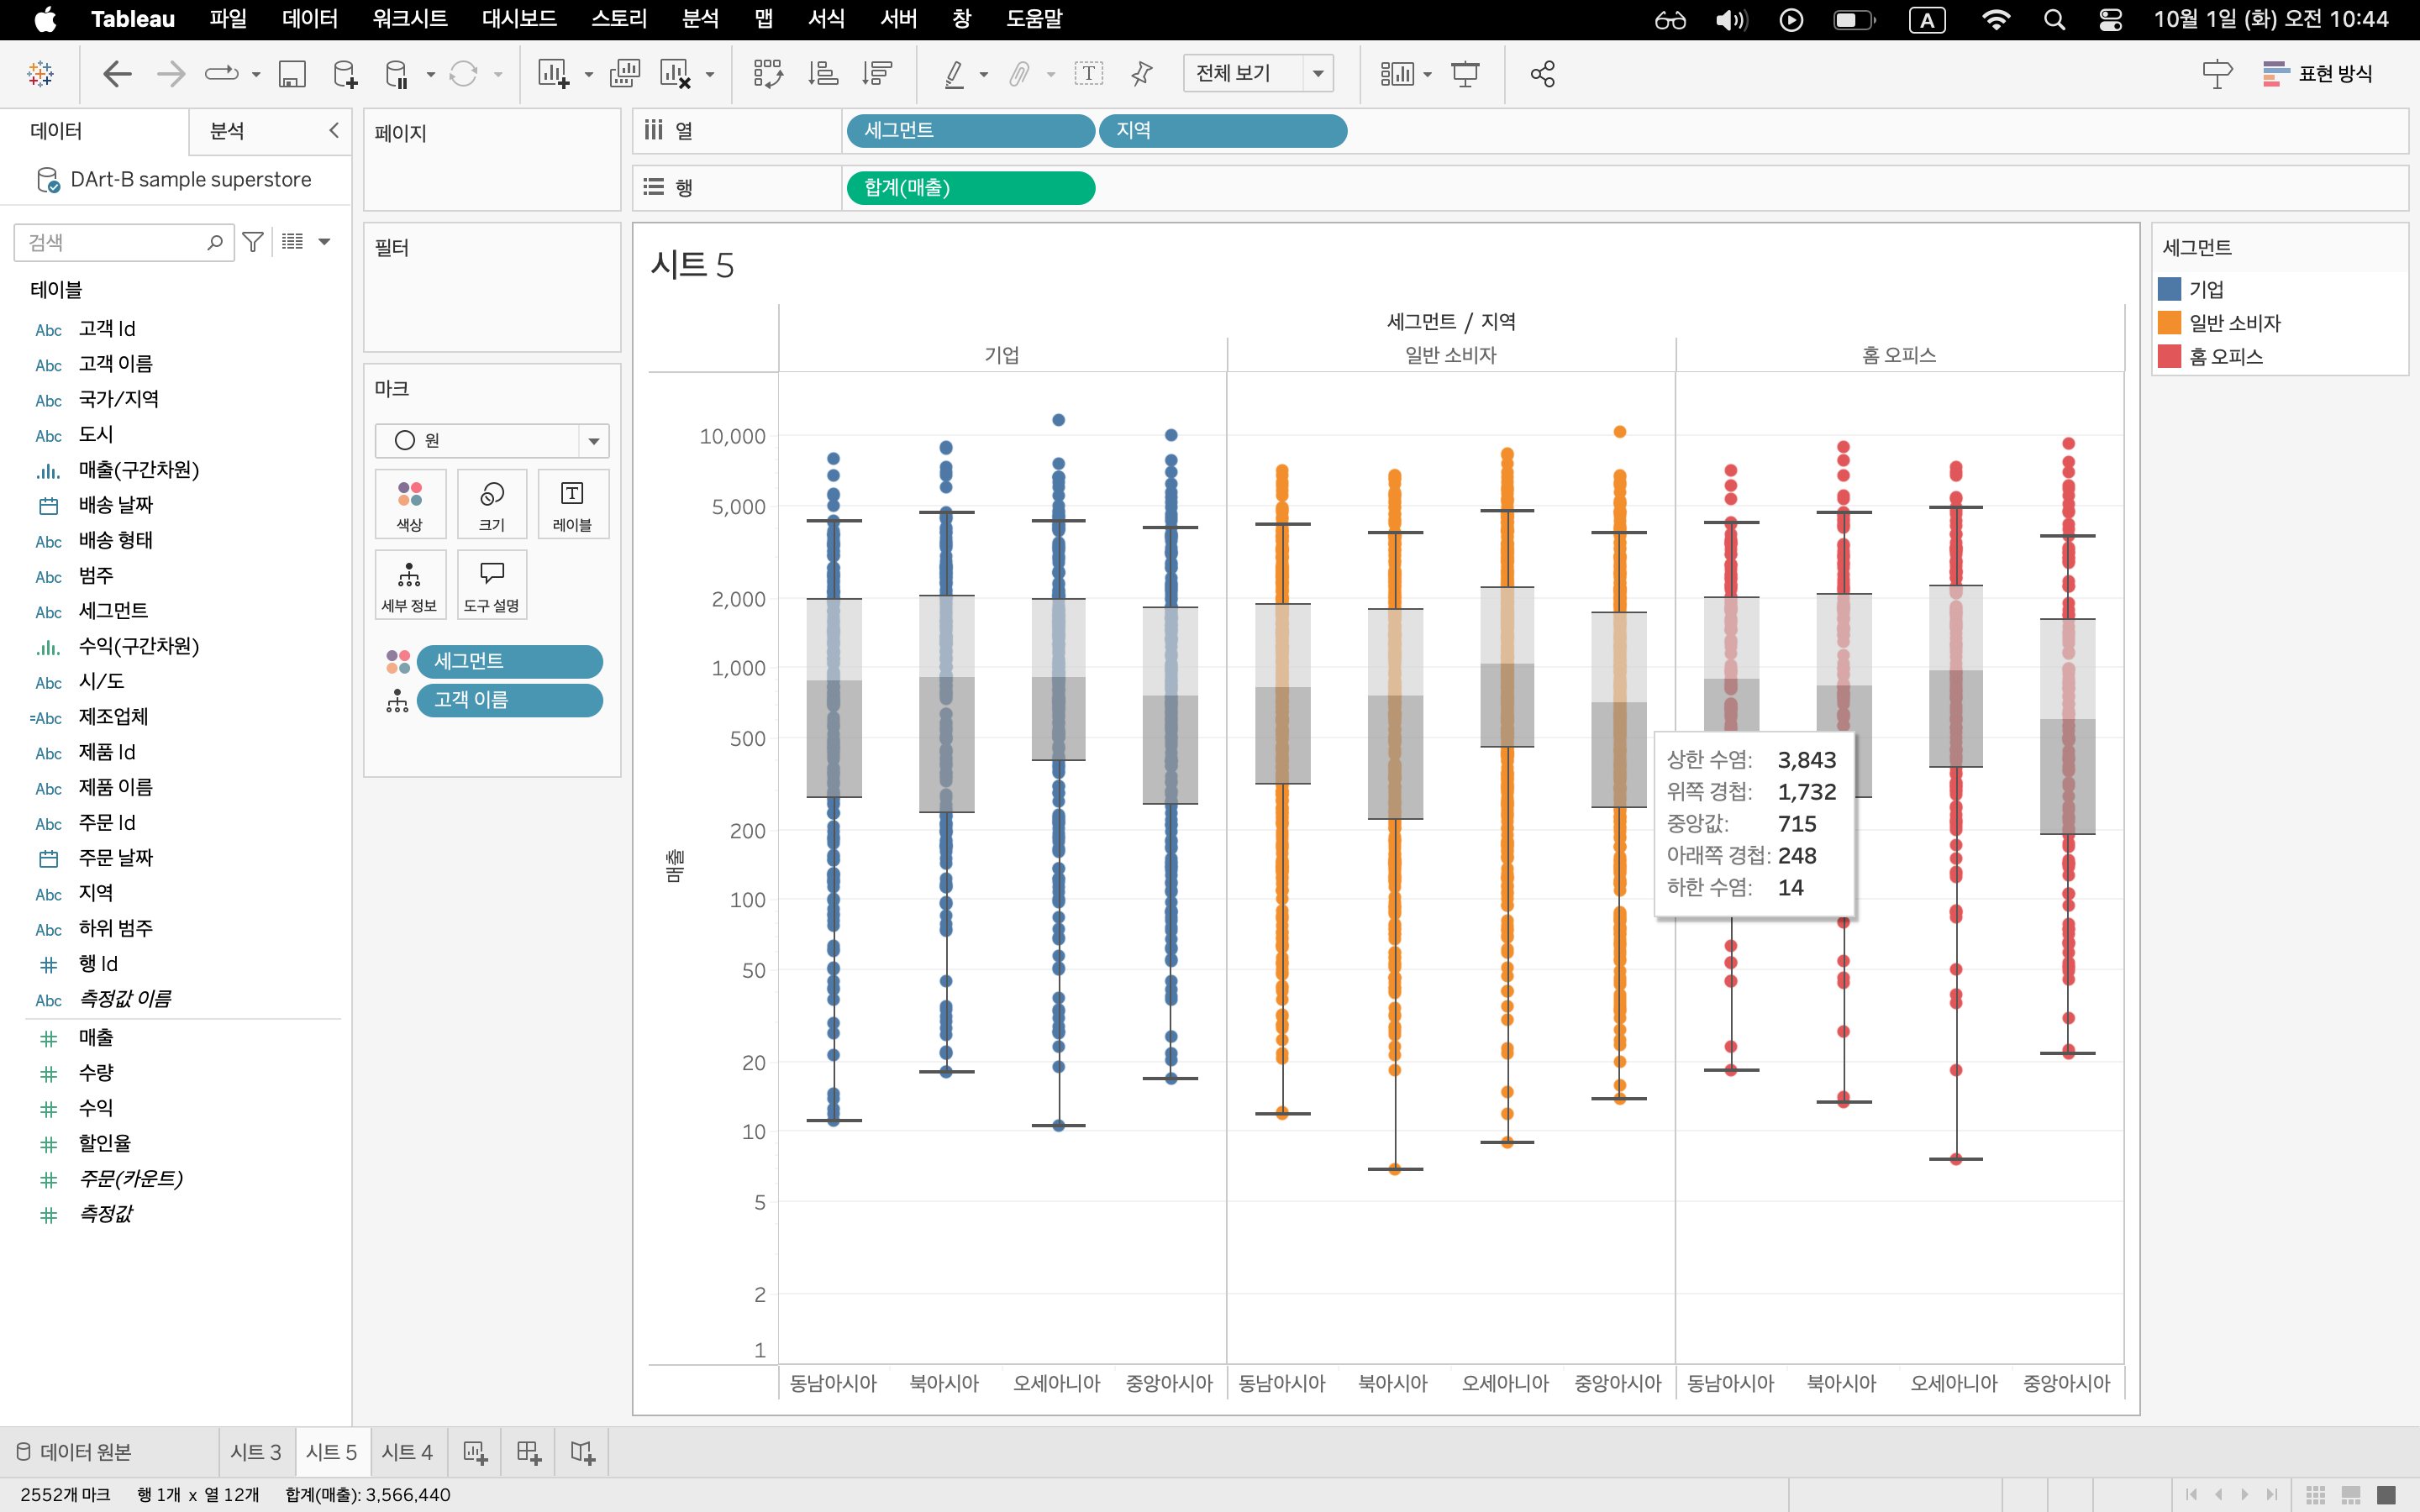 Tableau 파일 데이터 워크시트 대시보드 스토리 분석 맵 서식 서버 창 도움말 A 10월 1일 (화) 오전 10:44
전체 보기 표현 방식
데이터 분석
DArt-B sample superstore
검색
테이블
Abc 고객 Id
Abc 고객 이름
Abc 국가/지역
Abc 도시
매출(구간차원)
배송 날짜
Abc 배송 형태
Abc 범주
Abc 세그먼트
수익(구간차원)
Abc 시/도
=Abc 제조업체
Abc 제품 Id
Abc 제품 이름
Abc 주문 Id
주문 날짜
Abc 지역
Abc 하위 범주
행 Id
Abc 측정값 이름
매출
수량
수익
할인율
주문(카운트)
측정값
페이지
필터
마크
원
색상 크기 레이블
세부 정보 도구 설명
세그먼트
고객 이름
열 세그먼트 지역
행 합계(매출)
시트 5
세그먼트 / 지역
기업 일반 소비자 홈 오피스
매출
10,000
5,000
2,000
1,000
500
200
100
50
20
10
5
2
1
상한 수염: 3,843
위쪽 경첩: 1,732
중앙값: 715
아래쪽 경첩: 248
하한 수염: 14
동남아시아 북아시아 오세아니아 중앙아시아 동남아시아 북아시아 오세아니아 중앙아시아 동남아시아 북아시아 오세아니아 중앙아시아
세그먼트
기업
일반 소비자
홈 오피스
데이터 원본 시트 3 시트 5 시트 4
2552개 마크 행 1개 x 열 12개 합계(매출): 3,566,440